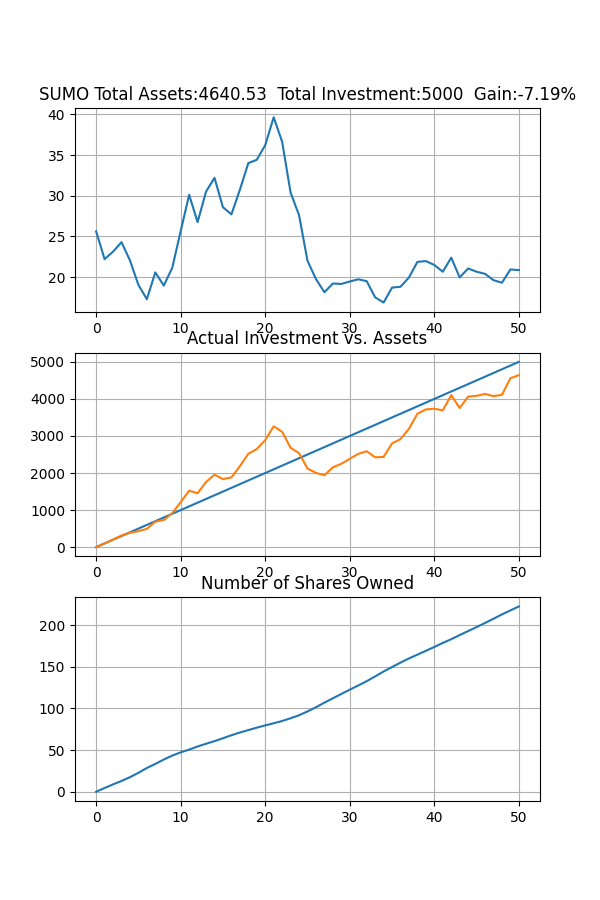 SUMO Total Assets:4640.53  Total Investment:5000  Gain:-7.19%
40
35
30
25
20
0 10 20 30 40 50
Actual Investment vs. Assets
5000
4000
3000
2000
1000
0
0 10 20 30 40 50
Number of Shares Owned
200
150
100
50
0
0 10 20 30 40 50